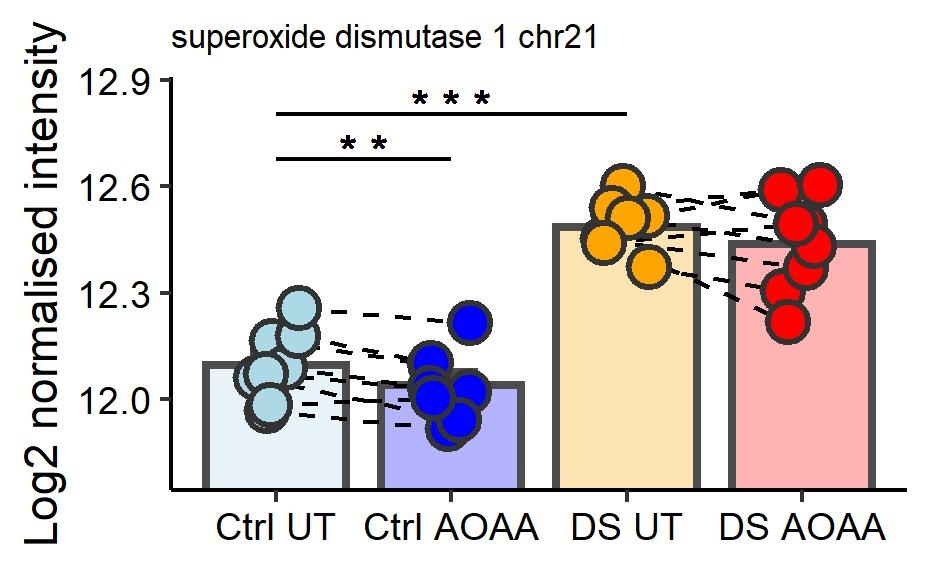 superoxide dismutase 1 chr21
Log2 normalised intensity
12.9
12.6
12.3
12.0
* * *
* *
Ctrl UT
Ctrl AOAA
DS UT
DS AOAA